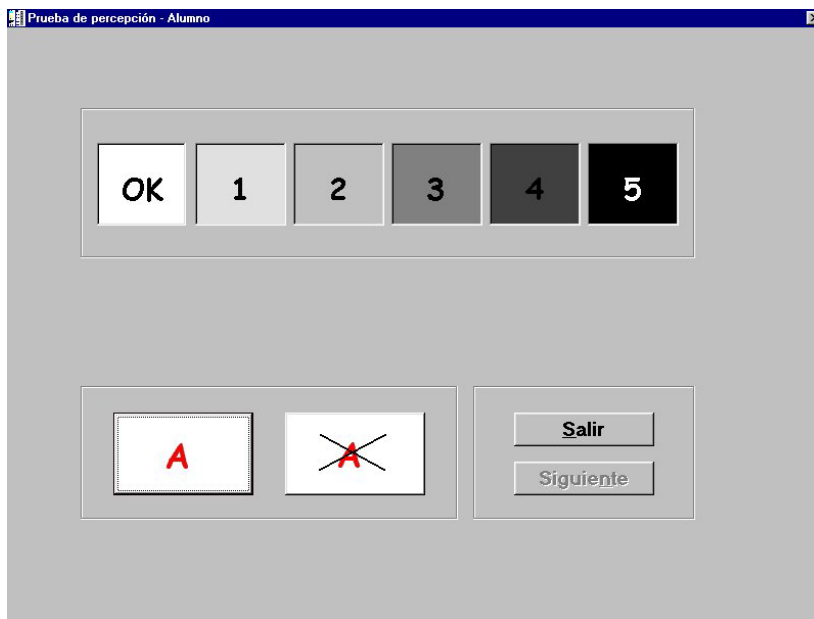 Prueba de percepción - Alumno
OK 1 2 3 4 5
A A
Salir
Siguiente